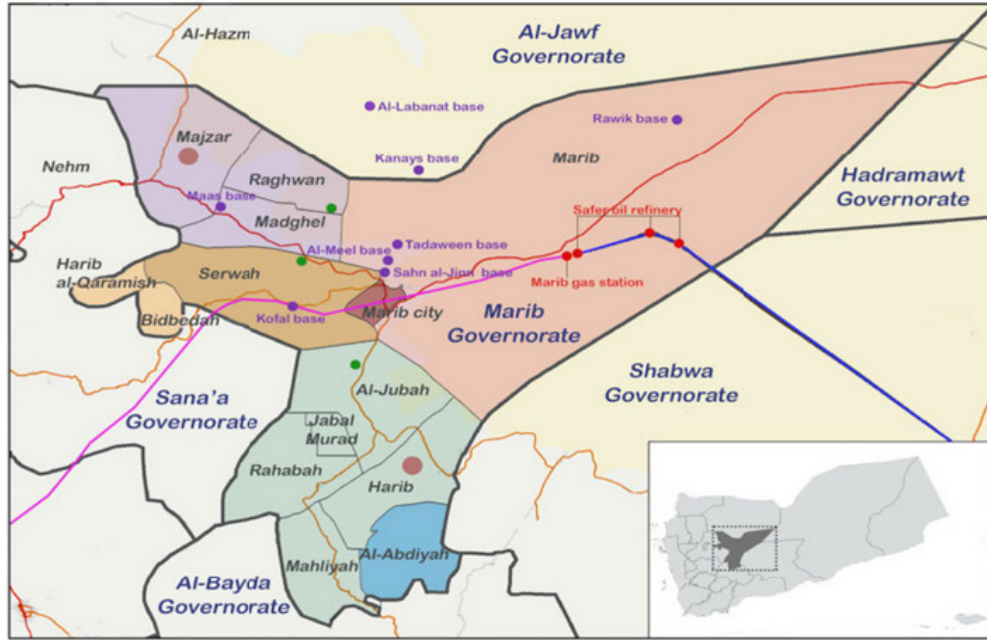 Al-Hazm
Al-Jawf
Governorate
Al-Labanat base
Rawik base
Majzar
Marib
Nehm
Kanays base
Raghwan
Hadramawt
Governorate
Maas base
Madghel
Safer oil refinery
Al-Meel base
Tadaween base
Harib
al-Qaramish
Serwah
Sahn al-Jinn base
Marib gas station
Bidbedah
Kofal base
Marib city
Marib
Governorate
Shabwa
Governorate
Al-Jubah
Sana'a
Governorate
Jabal
Murad
Rahabah
Harib
Al-Abdiyah
Mahliyah
Al-Bayda
Governorate